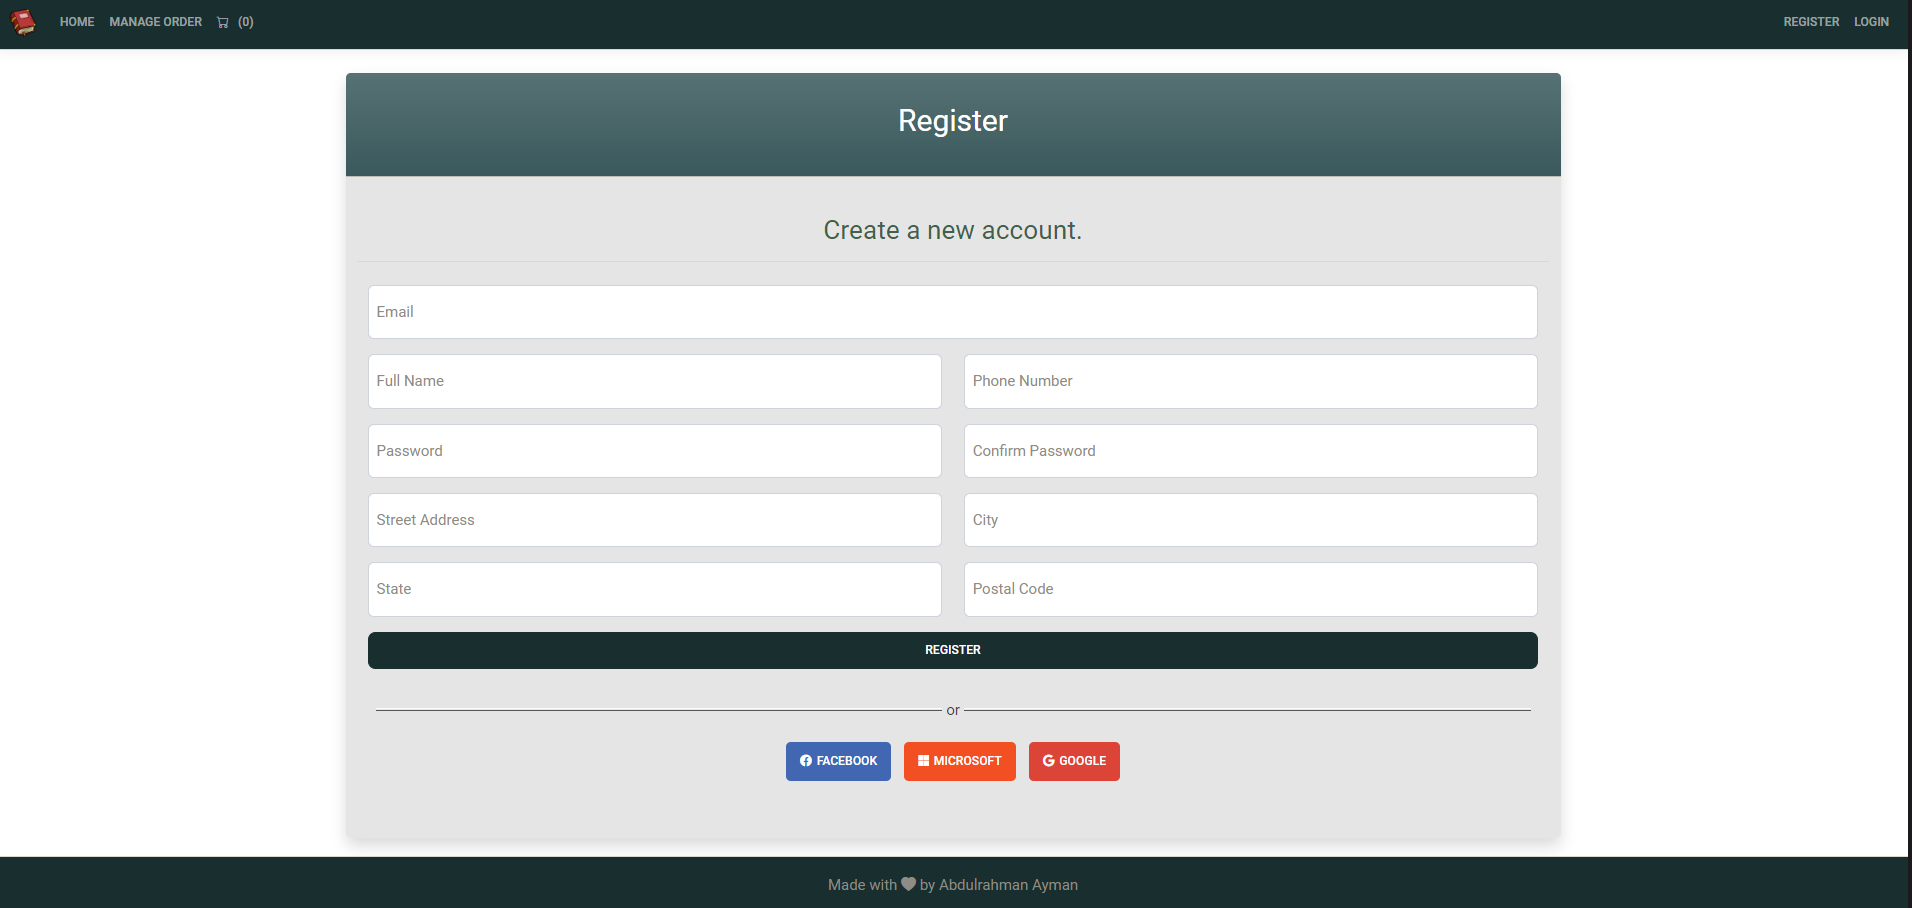 HOME MANAGE ORDER (0) REGISTER LOGIN
Register
Create a new account.
Email
Full Name Phone Number
Password Confirm Password
Street Address City
State Postal Code
REGISTER
or
FACEBOOK MICROSOFT GOOGLE
Made with by Abdulrahman Ayman